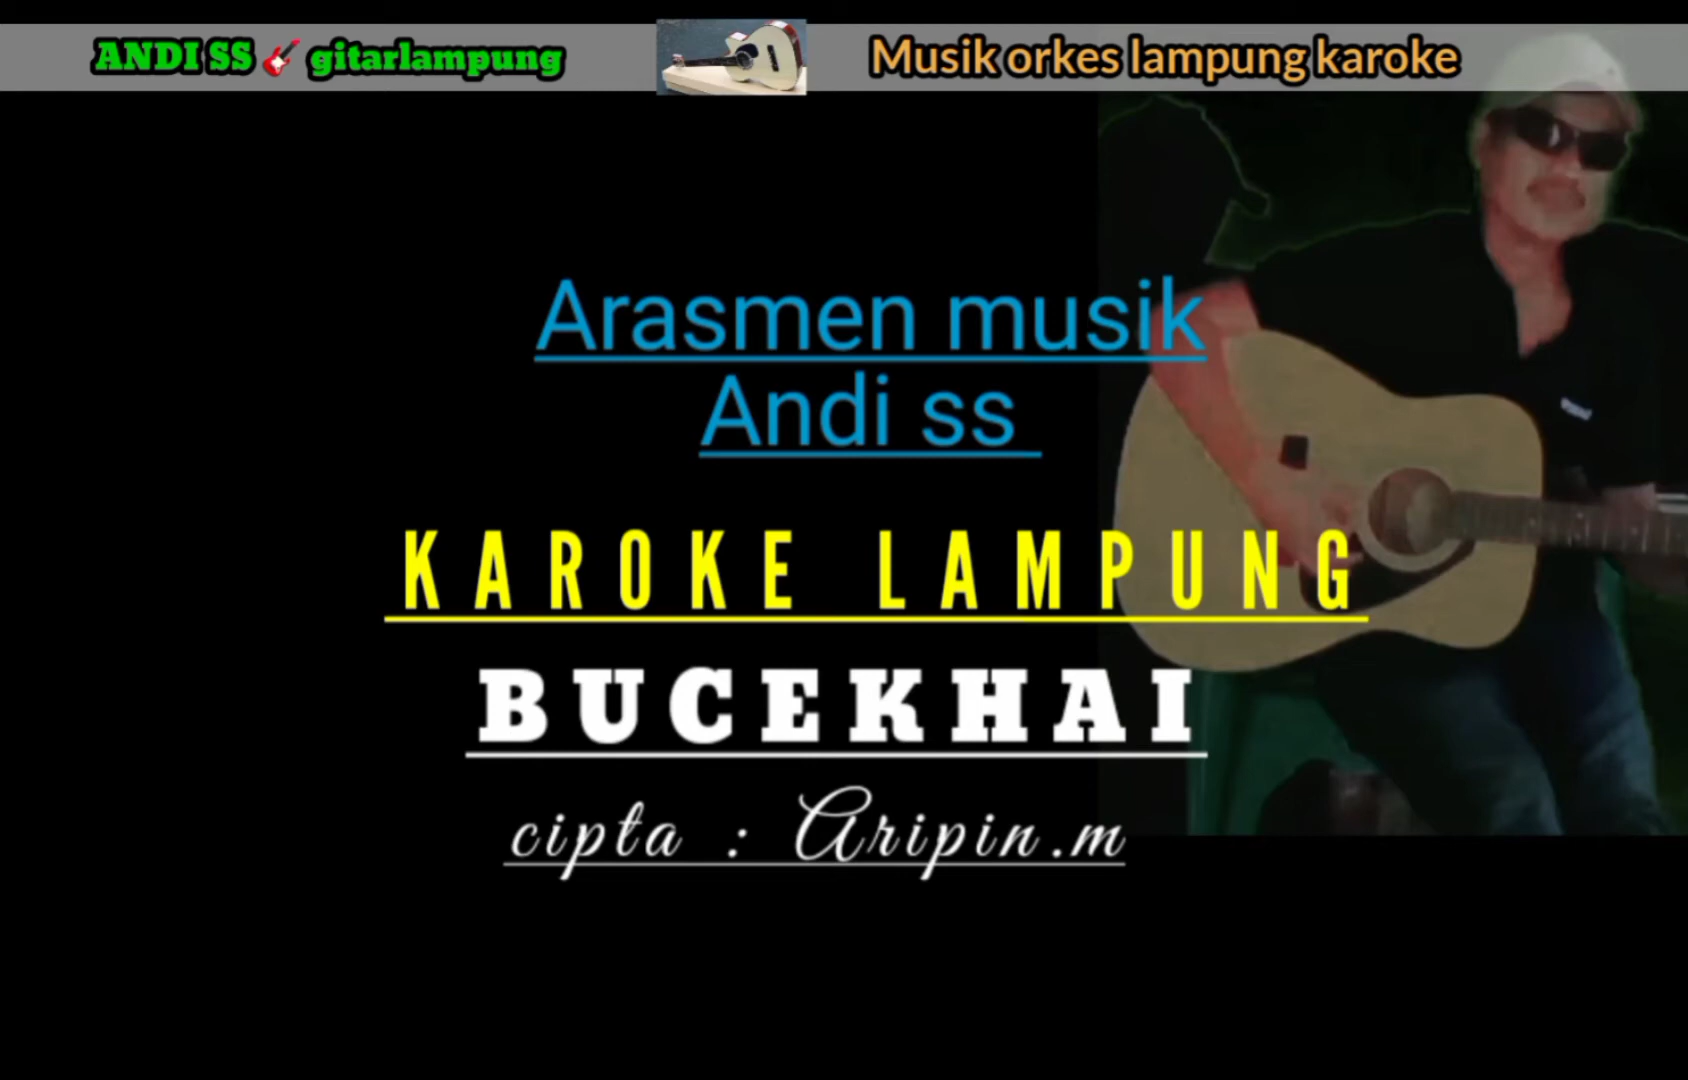 ANDI SS gitarlampung
Musik orkes lampung karoke
Arasmen musik
Andi ss
KAROKE LAMPUNG
BUCEKHAI
cipta : Aripin.m